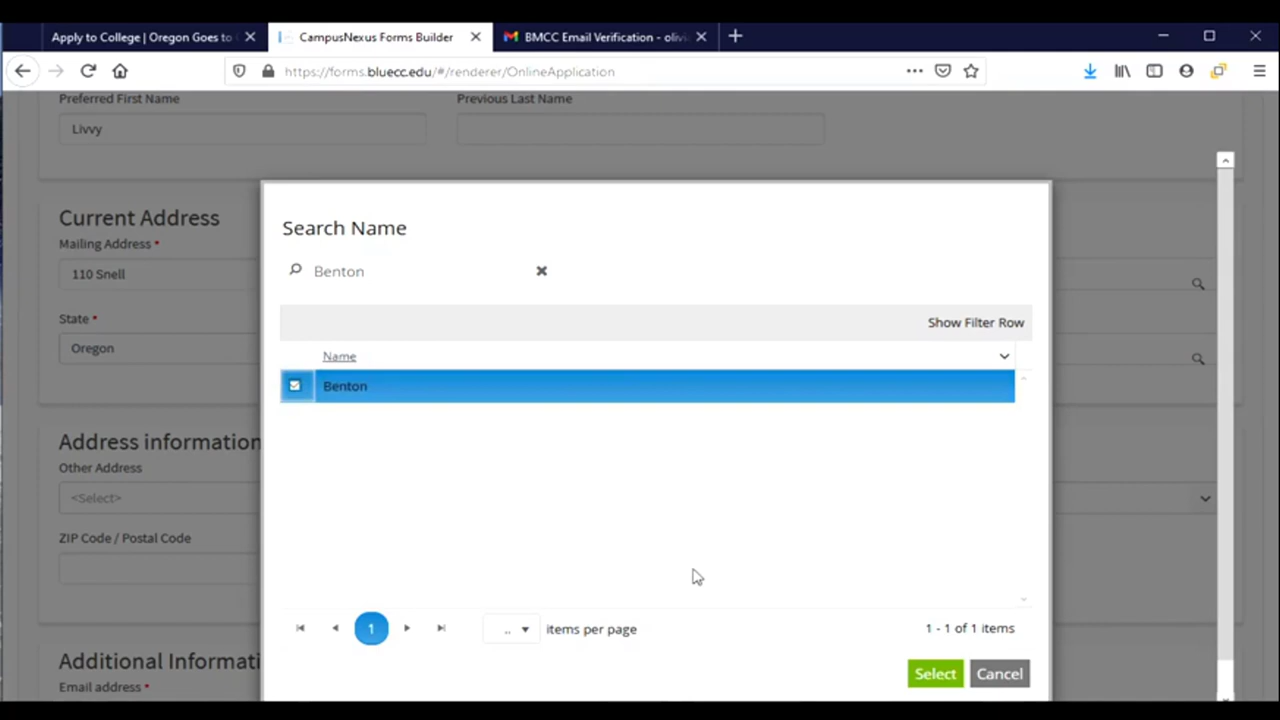 Apply to College | Oregon Goes to
CampusNexus Forms Builder
BMCC Email Verification - olivi
https://forms.bluecc.edu/#/renderer/OnlineApplication
Preferred First Name
Previous Last Name
Livvy
Current Address
Mailing Address *
110 Snell
State *
Oregon
Address information
Other Address
<Select>
ZIP Code / Postal Code
Additional Informati
Email address *
Search Name
Benton
Show Filter Row
Name
Benton
1
.. items per page
1 - 1 of 1 items
Select Cancel